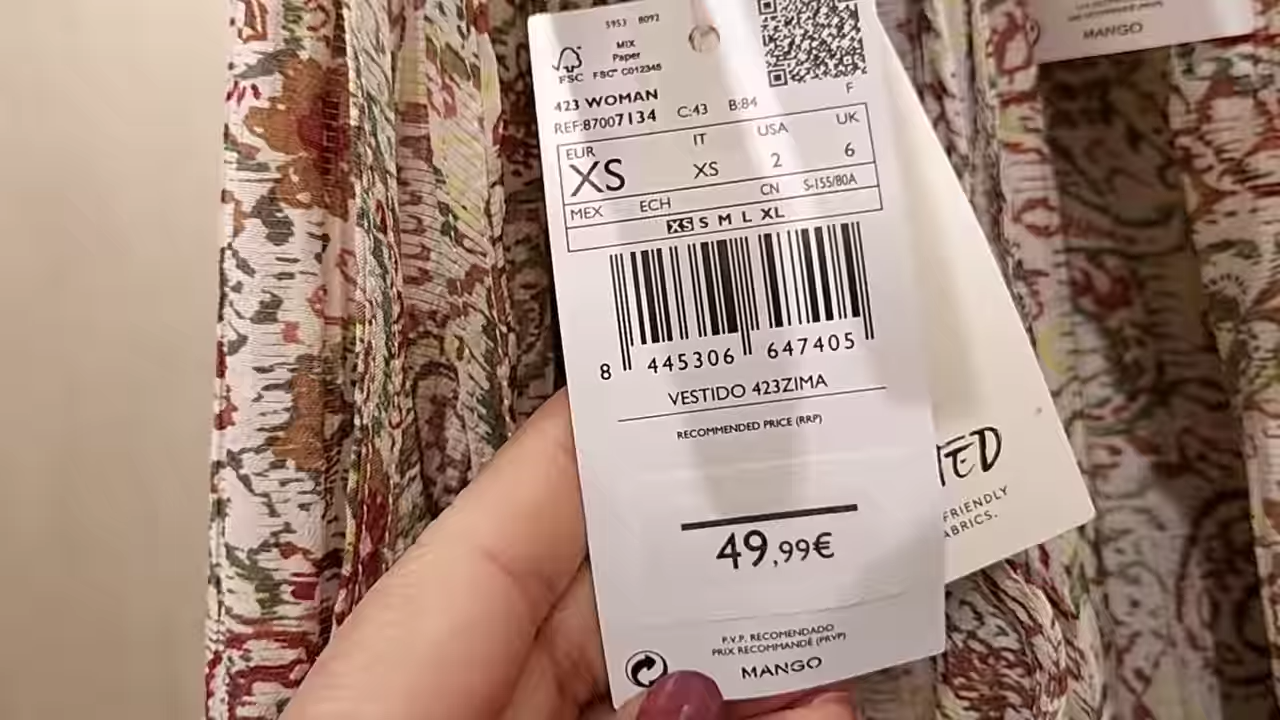 5953 8092
MIX
Paper
FSC FSC® C012345
423 WOMAN
REF:87007134 C:43 B:84 F
EUR IT USA UK
XS XS 2 6
MEX ECH CN S-155/80A
XS S M L XL
8 445306 647405
VESTIDO 423ZIMA
RECOMMENDED PRICE (RRP)
49,99€
P.V.P. RECOMENDADO
PRIX RECOMMANDÉ (PRVP)
MANGO
TED
FRIENDLY
ABRICS.
MANGO